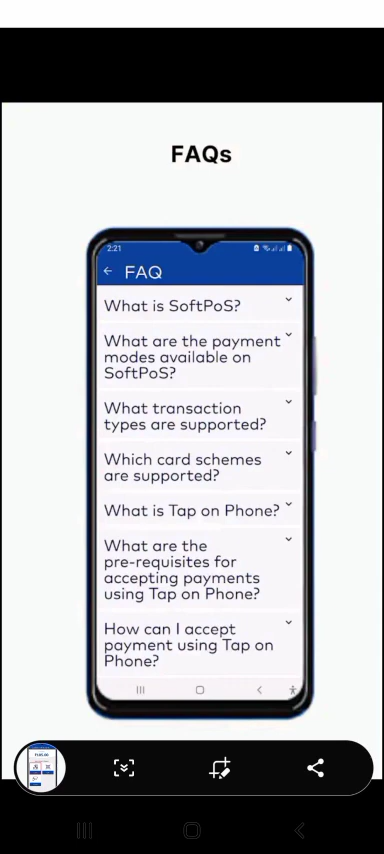 FAQs
2:21
FAQ
What is SoftPoS?
What are the payment
modes available on
SoftPoS?
What transaction
types are supported?
Which card schemes
are supported?
What is Tap on Phone?
What are the
pre-requisites for
accepting payments
using Tap on Phone?
How can I accept
payment using Tap on
Phone?